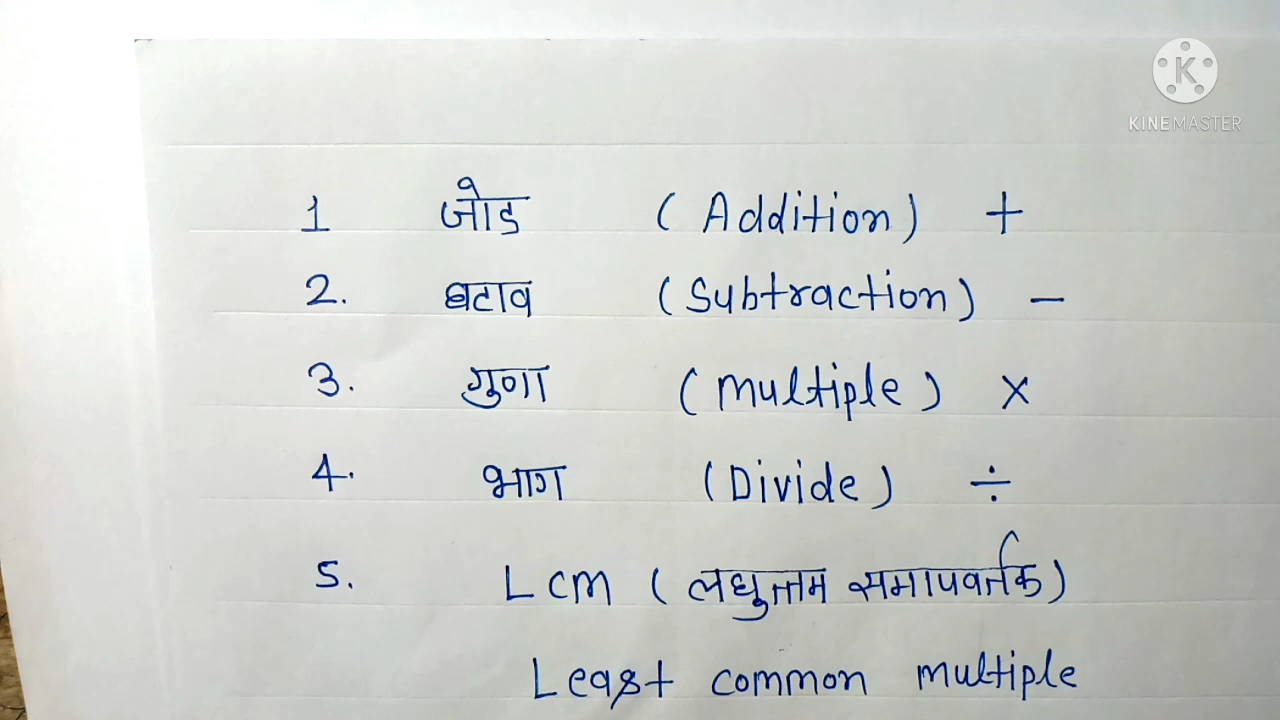 KINEMASTER
1 जोड (Addition) +
2. घटाव (Subtraction) –
3. गुणा (multiple) ×
4. भाग (Divide) ÷
5. LCM (लघुत्तम समापवर्तक)
Least common multiple